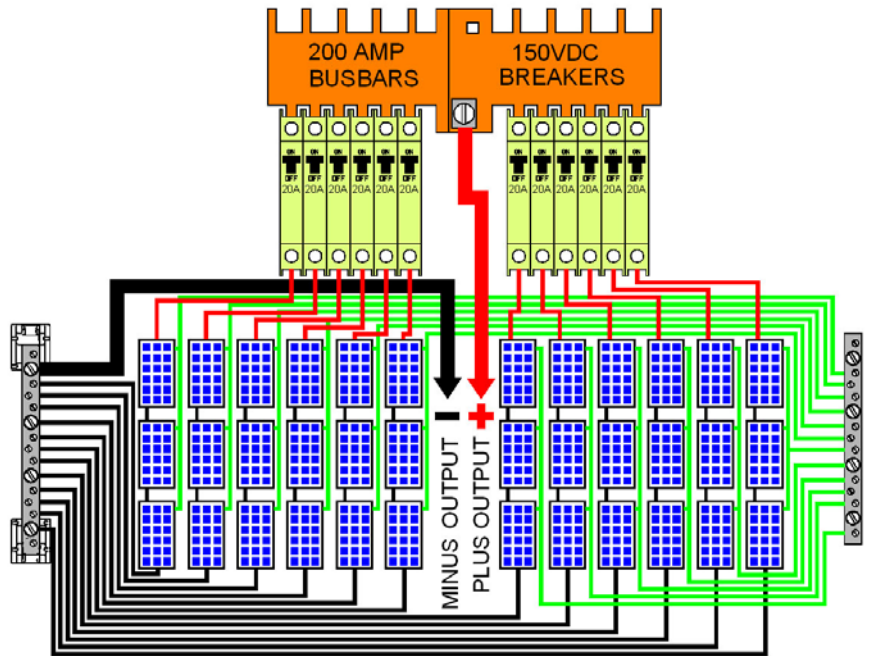 200 AMP
BUSBARS
150VDC
BREAKERS
ON ON ON ON ON ON
OFF OFF OFF OFF OFF OFF
20A 20A 20A 20A 20A 20A
ON ON ON ON ON ON
OFF OFF OFF OFF OFF OFF
20A 20A 20A 20A 20A 20A
- +
MINUS OUTPUT
PLUS OUTPUT